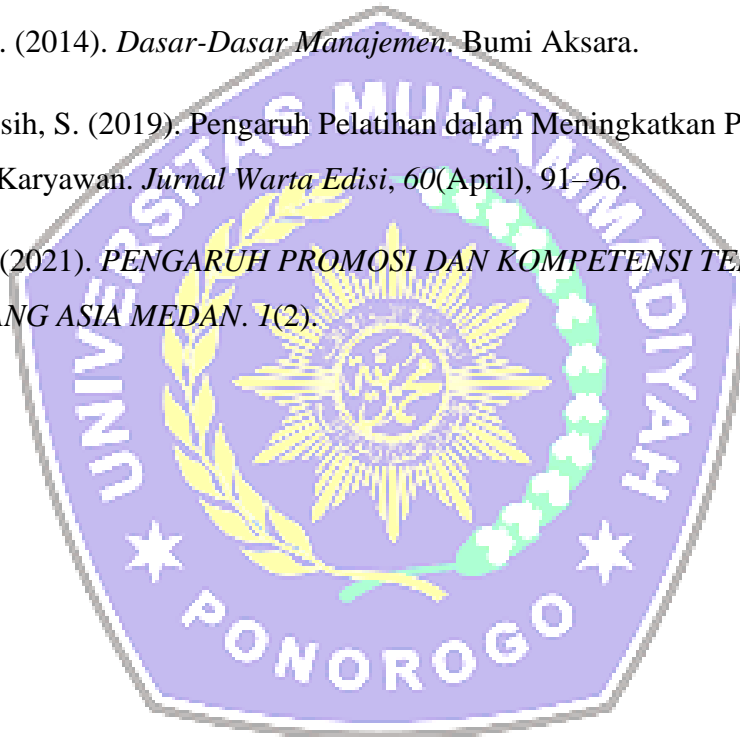 . (2014). Dasar-Dasar Manajemen. Bumi Aksara.
sih, S. (2019). Pengaruh Pelatihan dalam Meningkatkan P
Karyawan. Jurnal Warta Edisi, 60(April), 91–96.
(2021). PENGARUH PROMOSI DAN KOMPETENSI TE
ANG ASIA MEDAN. 1(2).
UNIVERSITAS MUHAMMADIYAH
PONOROGO